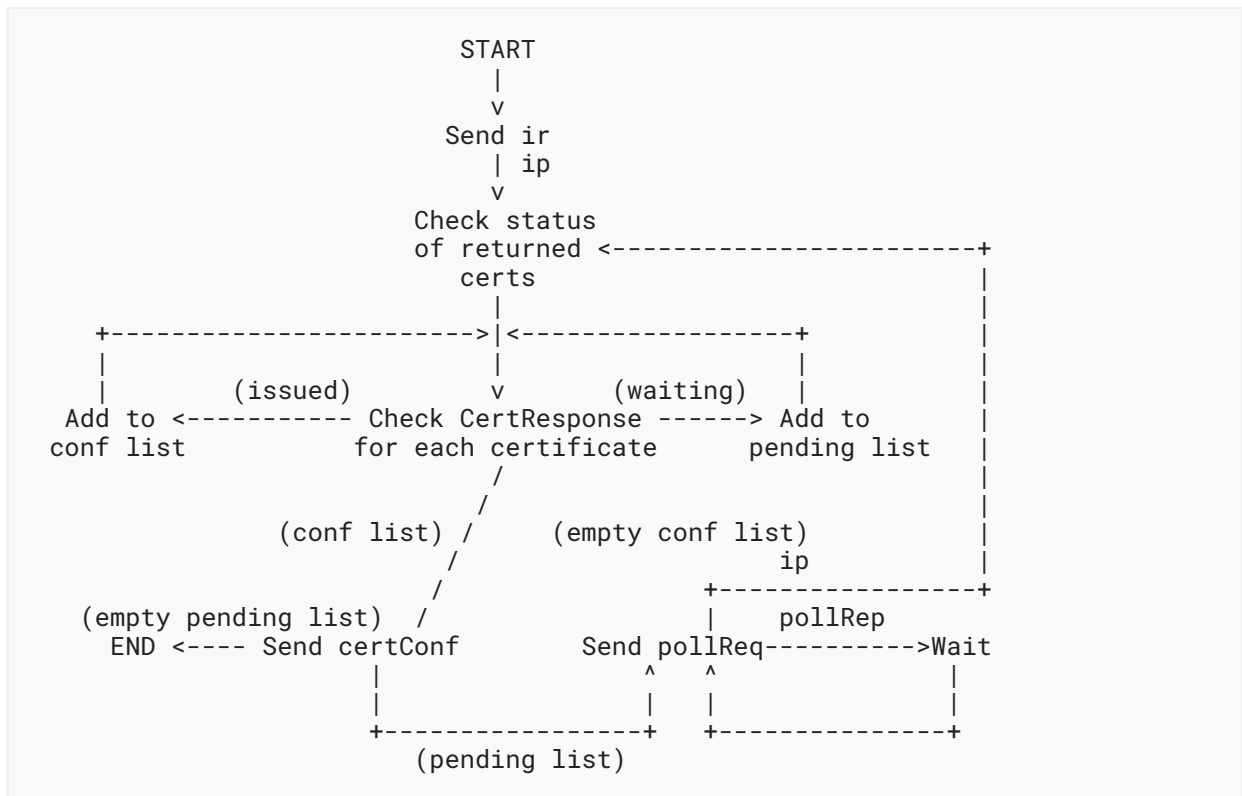 START
|
v
Send ir
| ip
v
Check status
of returned <------------------------+
certs                                |
|                                    |
+------------------------>|<------------------+           |
|                         |                   |           |
|        (issued)         v       (waiting)   |           |
Add to <----------- Check CertResponse ------> Add to       |
conf list           for each certificate      pending list  |
/                                |
/                                 |
(conf list) /     (empty conf list)           |
/                     ip           |
/                 +------------------+
(empty pending list)  /                  |    pollRep
END <---- Send certConf        Send pollReq----------->Wait
|                 ^   ^               |
|                 |   |               |
+-----------------+   +---------------+
(pending list)